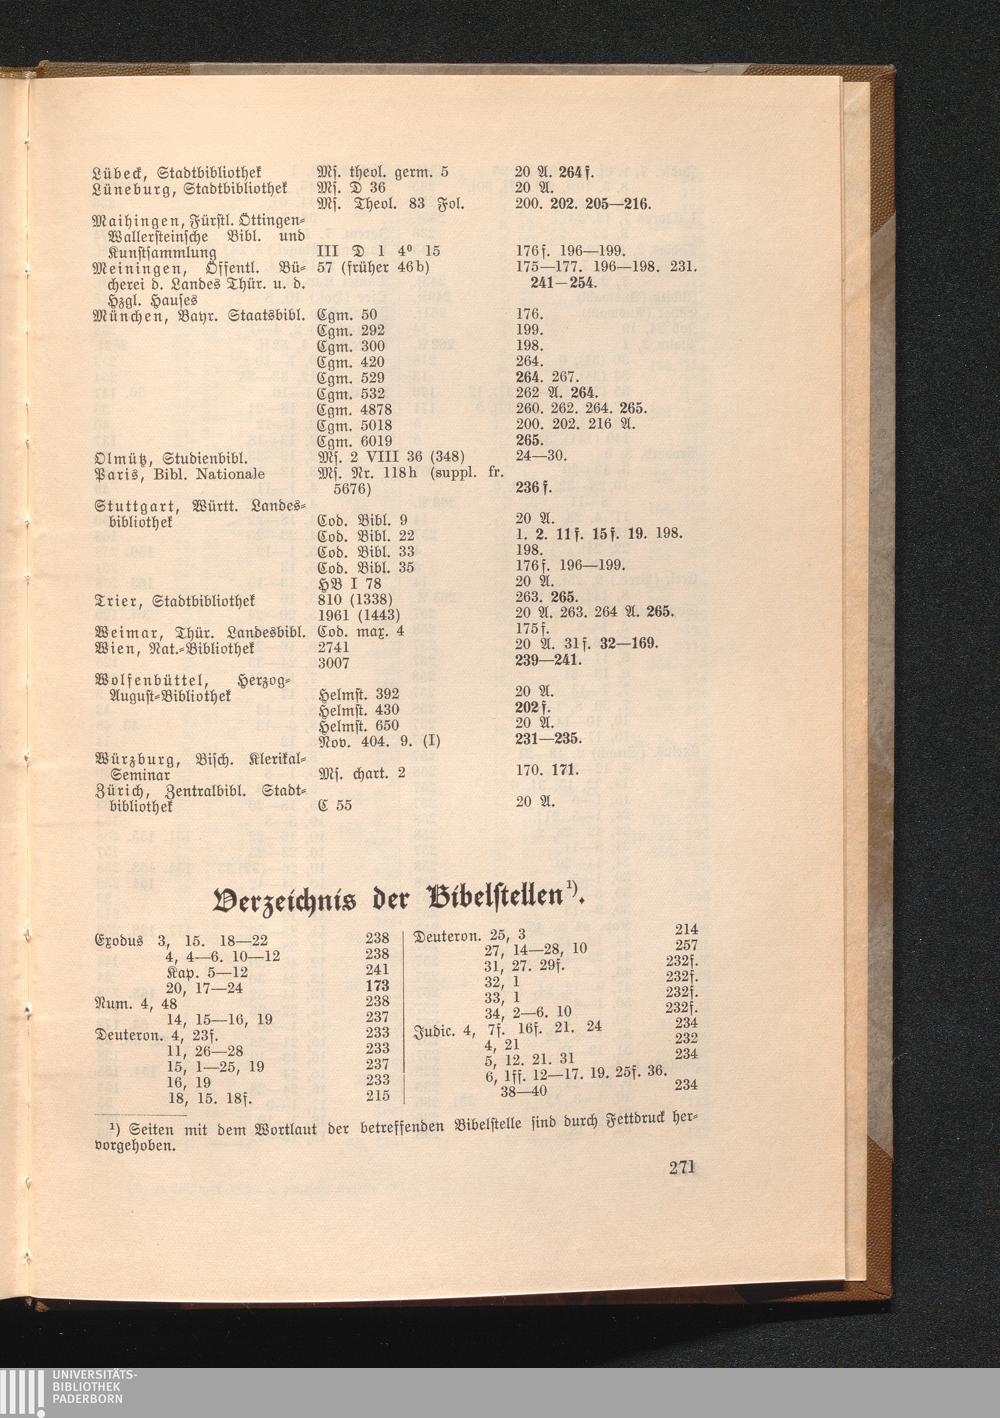 Lübeck, Stadtbibliothek Mſ. theol. germ. 5 20 A. 264f.
Lüneburg, Stadtbibliothek Mſ. D 36 20 A.
Mſ. Theol. 83 Fol. 200. 202. 205—216.
Maihingen, Fürſtl. Öttingen-
Wallerſteinſche Bibl. und
Kunſtſammlung III D 1 4⁰ 15 176f. 196—199.
Meiningen, Öffentl. Bü- 57 (früher 46b) 175—177. 196—198. 231.
cherei d. Landes Thür. u. d. 241—254.
Hzgl. Hauſes
München, Bayr. Staatsbibl. Cgm. 50 176.
Cgm. 292 199.
Cgm. 300 198.
Cgm. 420 264.
Cgm. 529 264. 267.
Cgm. 532 262 A. 264.
Cgm. 4878 260. 262. 264. 265.
Cgm. 5018 200. 202. 216 A.
Cgm. 6019 265.
Olmütz, Studienbibl. Mſ. 2 VIII 36 (348) 24—30.
Paris, Bibl. Nationale Mſ. Nr. 118h (suppl. fr.
5676) 236f.
Stuttgart, Württ. Landes-
bibliothek Cod. Bibl. 9 20 A.
Cod. Bibl. 22 1. 2. 11f. 15f. 19. 198.
Cod. Bibl. 33 198.
Cod. Bibl. 35 176f. 196—199.
HB I 78 20 A.
Trier, Stadtbibliothek 810 (1338) 263. 265.
1961 (1443) 20 A. 263. 264 A. 265.
Weimar, Thür. Landesbibl. Cod. max. 4 175f.
Wien, Nat.-Bibliothek 2741 20 A. 31f. 32—169.
3007 239—241.
Wolfenbüttel, Herzog-
Auguſt-Bibliothek Helmſt. 392 20 A.
Helmſt. 430 202f.
Helmſt. 650 20 A.
Nov. 404. 9. (I) 231—235.
Würzburg, Biſch. Klerikal-
Seminar Mſ. chart. 2 170. 171.
Zürich, Zentralbibl. Stadt-
bibliothek C 55 20 A.
Verzeichnis der Bibelſtellen¹).
Exodus 3, 15. 18—22 238
4, 4—6. 10—12 238
Kap. 5—12 241
20, 17—24 173
Num. 4, 48 238
14, 15—16, 19 237
Deuteron. 4, 23f. 233
11, 26—28 233
15, 1—25, 19 237
16, 19 233
18, 15. 18f. 215
Deuteron. 25, 3 214
27, 14—28, 10 257
31, 27. 29f. 232f.
32, 1 232f.
33, 1 232f.
34, 2—6. 10 232f.
Judic. 4, 7f. 16f. 21. 24 234
4, 21 232
5, 12. 21. 31 234
6, 1ff. 12—17. 19. 25f. 36.
38—40 234
¹) Seiten mit dem Wortlaut der betreffenden Bibelſtelle ſind durch Fettdruck her-
vorgehoben.
271
UNIVERSITÄTS-
BIBLIOTHEK
PADERBORN